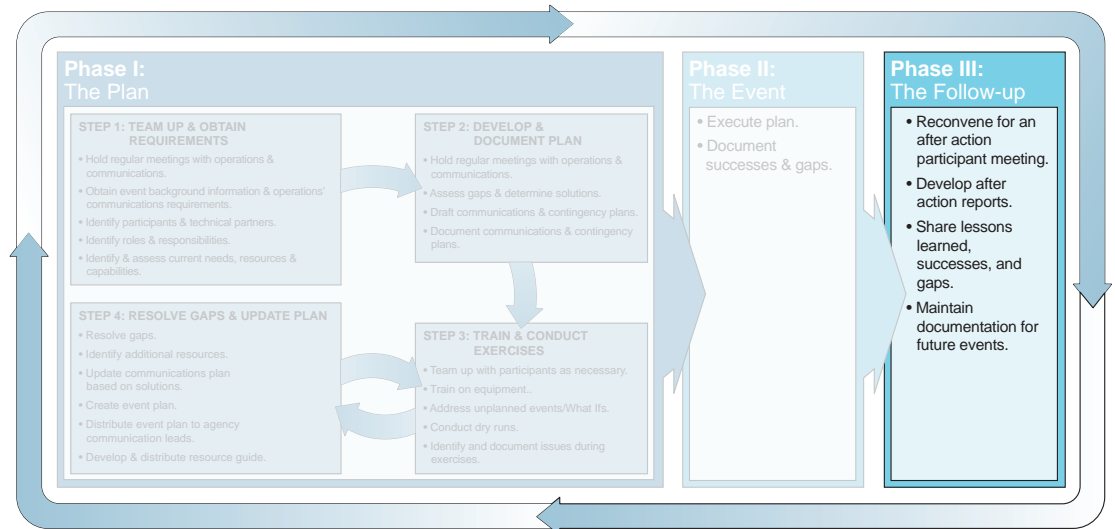 Phase I:
The Plan
STEP 1: TEAM UP & OBTAIN
REQUIREMENTS
• Hold regular meetings with operations &
communications.
• Obtain event background information & operations'
communications requirements.
• Identify participants & technical partners.
• Identify roles & responsibilities.
• Identify & assess current needs, resources &
capabilities.
STEP 2: DEVELOP &
DOCUMENT PLAN
• Hold regular meetings with operations &
communications.
• Assess gaps & determine solutions.
• Draft communications & contingency plans.
• Document communications & contingency
plans.
STEP 3: TRAIN & CONDUCT
EXERCISES
• Team up with participants as necessary.
• Train on equipment..
• Address unplanned events/What Ifs.
• Conduct dry runs.
• Identify and document issues during
exercises.
STEP 4: RESOLVE GAPS & UPDATE PLAN
• Resolve gaps.
• Identify additional resources.
• Update communications plan
based on solutions.
• Create event plan.
• Distribute event plan to agency
communication leads.
• Develop & distribute resource guide.
Phase II:
The Event
• Execute plan.
• Document
successes & gaps.
Phase III:
The Follow-up
• Reconvene for an
after action
participant meeting.
• Develop after
action reports.
• Share lessons
learned,
successes, and
gaps.
• Maintain
documentation for
future events.